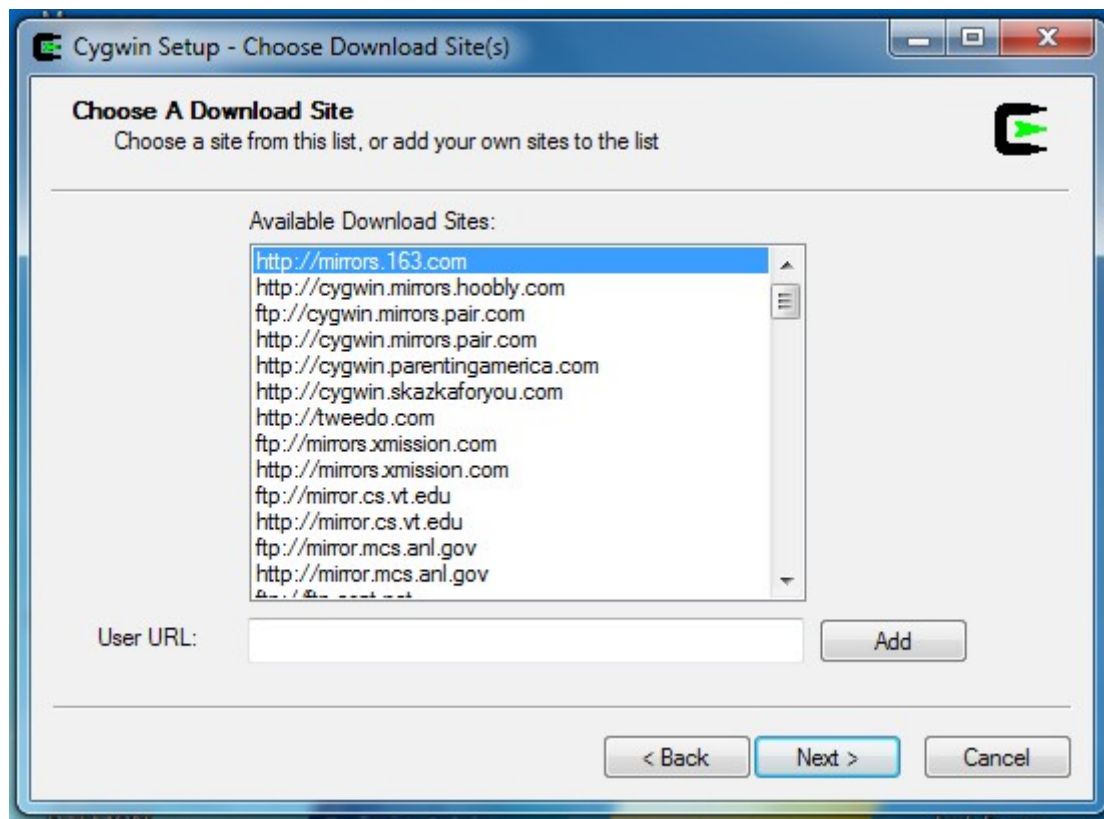 Cygwin Setup - Choose Download Site(s)
Choose A Download Site
Choose a site from this list, or add your own sites to the list
Available Download Sites:
http://mirrors.163.com
http://cygwin.mirrors.hoobly.com
ftp://cygwin.mirrors.pair.com
http://cygwin.mirrors.pair.com
http://cygwin.parentingamerica.com
http://cygwin.skazkaforyou.com
http://tweedo.com
ftp://mirrors.xmission.com
http://mirrors.xmission.com
ftp://mirror.cs.vt.edu
http://mirror.cs.vt.edu
ftp://mirror.mcs.anl.gov
http://mirror.mcs.anl.gov
User URL:
Add
< Back Next > Cancel